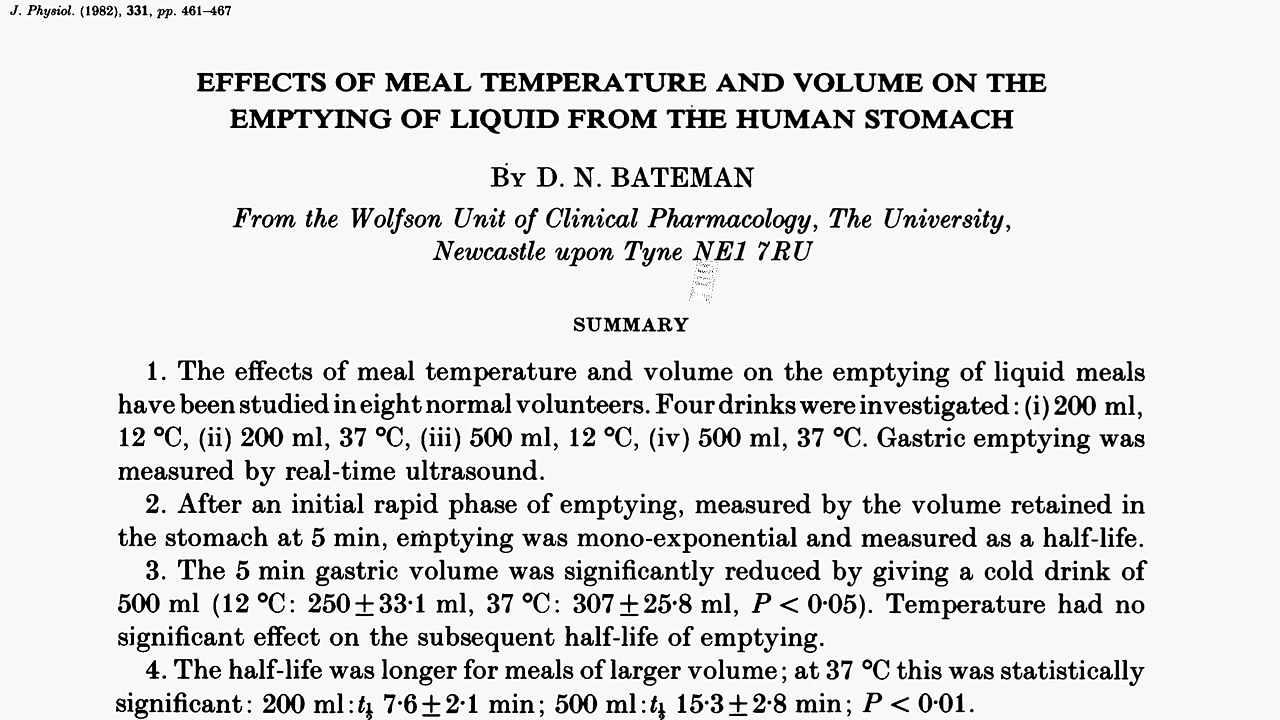 J. Physiol. (1982), 331, pp. 461–467
EFFECTS OF MEAL TEMPERATURE AND VOLUME ON THE
EMPTYING OF LIQUID FROM THE HUMAN STOMACH
By D. N. BATEMAN
From the Wolfson Unit of Clinical Pharmacology, The University,
Newcastle upon Tyne NE1 7RU
SUMMARY
1. The effects of meal temperature and volume on the emptying of liquid meals
have been studied in eight normal volunteers. Four drinks were investigated: (i) 200 ml,
12 °C, (ii) 200 ml, 37 °C, (iii) 500 ml, 12 °C, (iv) 500 ml, 37 °C. Gastric emptying was
measured by real-time ultrasound.
2. After an initial rapid phase of emptying, measured by the volume retained in
the stomach at 5 min, emptying was mono-exponential and measured as a half-life.
3. The 5 min gastric volume was significantly reduced by giving a cold drink of
500 ml (12 °C: 250±33·1 ml, 37 °C: 307±25·8 ml, P < 0·05). Temperature had no
significant effect on the subsequent half-life of emptying.
4. The half-life was longer for meals of larger volume; at 37 °C this was statistically
significant: 200 ml: t½ 7·6±2·1 min; 500 ml: t½ 15·3±2·8 min; P < 0·01.